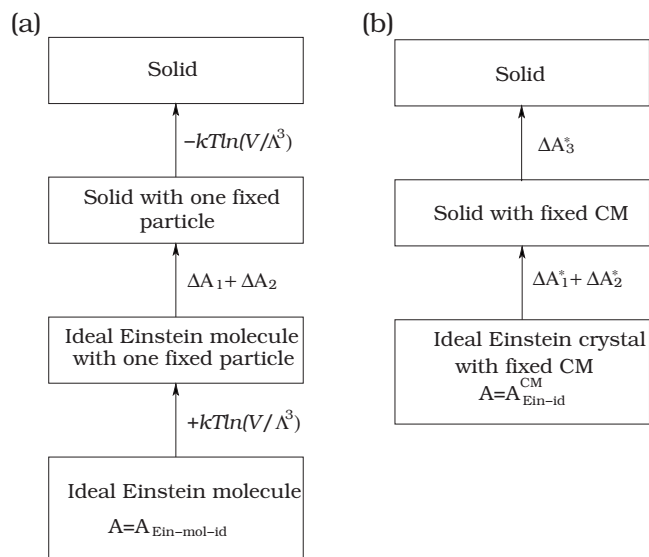 (a)
Solid
−kTln(V/Λ³)
Solid with one fixed
particle
ΔA₁+ ΔA₂
Ideal Einstein molecule
with one fixed particle
+kTln(V/Λ³)
Ideal Einstein molecule
A=A_Ein−mol−id
(b)
Solid
ΔA₃*
Solid with fixed CM
ΔA₁*+ ΔA₂*
Ideal Einstein crystal
with fixed CM
A=A_Ein−id^CM